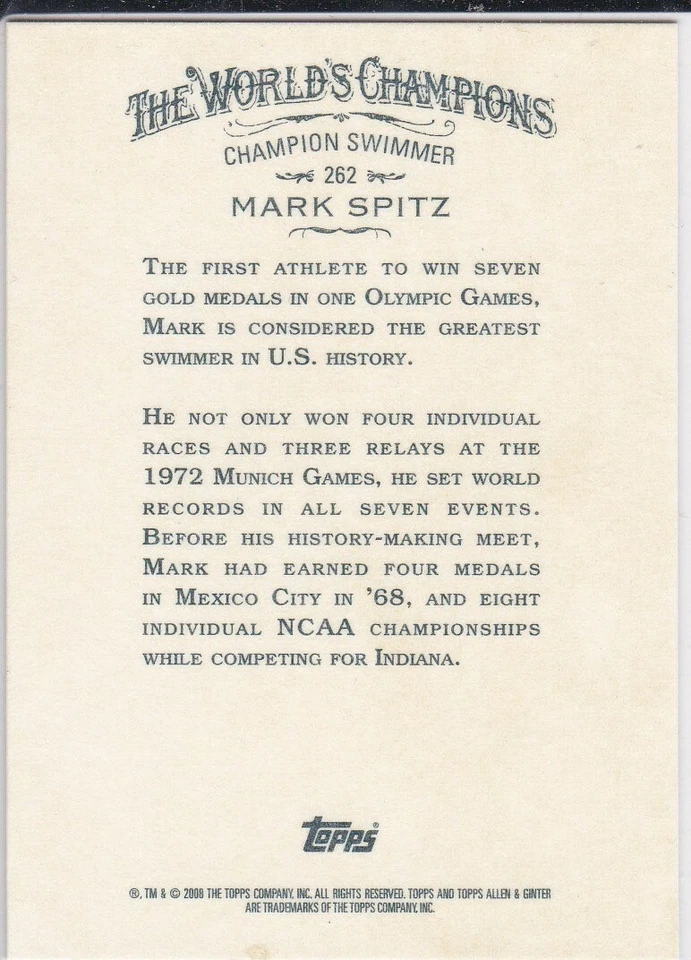 THE WORLD'S CHAMPIONS
CHAMPION SWIMMER
262
MARK SPITZ
THE FIRST ATHLETE TO WIN SEVEN
GOLD MEDALS IN ONE OLYMPIC GAMES,
MARK IS CONSIDERED THE GREATEST
SWIMMER IN U.S. HISTORY.
HE NOT ONLY WON FOUR INDIVIDUAL
RACES AND THREE RELAYS AT THE
1972 MUNICH GAMES, HE SET WORLD
RECORDS IN ALL SEVEN EVENTS.
BEFORE HIS HISTORY-MAKING MEET,
MARK HAD EARNED FOUR MEDALS
IN MEXICO CITY IN '68, AND EIGHT
INDIVIDUAL NCAA CHAMPIONSHIPS
WHILE COMPETING FOR INDIANA.
Topps®
®, TM & © 2008 THE TOPPS COMPANY, INC. ALL RIGHTS RESERVED. TOPPS AND TOPPS ALLEN & GINTER
ARE TRADEMARKS OF THE TOPPS COMPANY, INC.